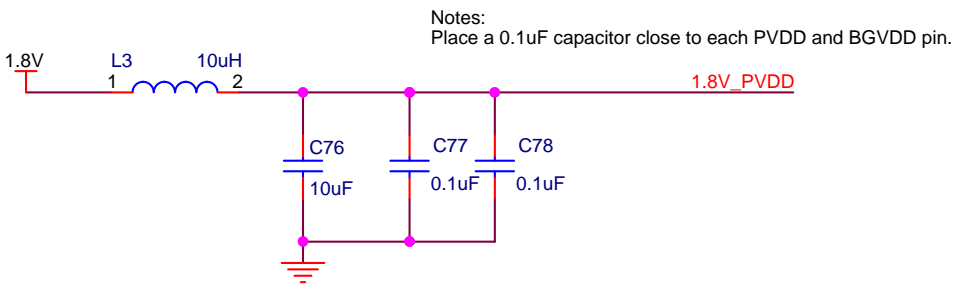 Notes:
Place a 0.1uF capacitor close to each PVDD and BGVDD pin.
1.8V
L3
10uH
1
2
1.8V_PVDD
C76
C77
C78
10uF
0.1uF
0.1uF